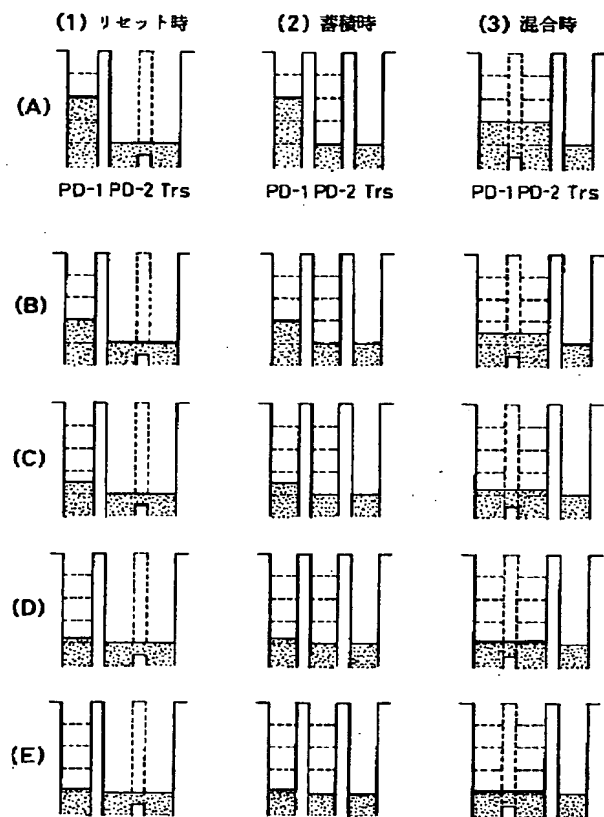 (1) リセット時 (2) 蓄積時 (3) 混合時
(A)
PD-1 PD-2 Trs PD-1 PD-2 Trs PD-1 PD-2 Trs
(B)
(C)
(D)
(E)